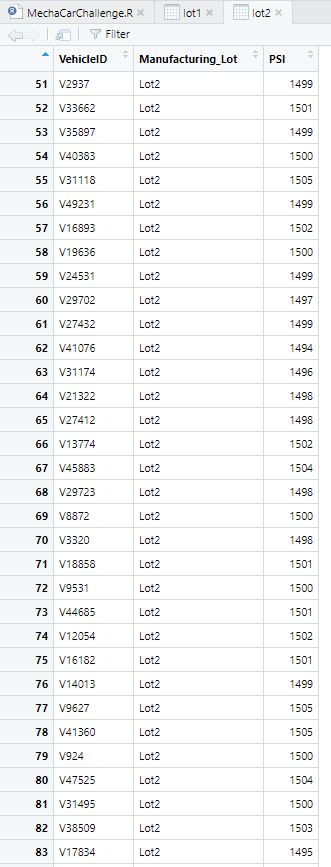 MechaCarChallenge.R × lot1 × lot2 ×
Filter
VehicleID Manufacturing_Lot PSI
51 V2937 Lot2 1499
52 V33662 Lot2 1501
53 V35897 Lot2 1499
54 V40383 Lot2 1500
55 V31118 Lot2 1505
56 V49231 Lot2 1499
57 V16893 Lot2 1502
58 V19636 Lot2 1500
59 V24531 Lot2 1499
60 V29702 Lot2 1497
61 V27432 Lot2 1499
62 V41076 Lot2 1494
63 V31174 Lot2 1496
64 V21322 Lot2 1498
65 V27412 Lot2 1498
66 V13774 Lot2 1502
67 V45883 Lot2 1504
68 V29723 Lot2 1498
69 V8872 Lot2 1500
70 V3320 Lot2 1498
71 V18858 Lot2 1501
72 V9531 Lot2 1500
73 V44685 Lot2 1501
74 V12054 Lot2 1502
75 V16182 Lot2 1501
76 V14013 Lot2 1499
77 V9627 Lot2 1505
78 V41360 Lot2 1505
79 V924 Lot2 1500
80 V47525 Lot2 1504
81 V31495 Lot2 1500
82 V38509 Lot2 1503
83 V17834 Lot2 1495